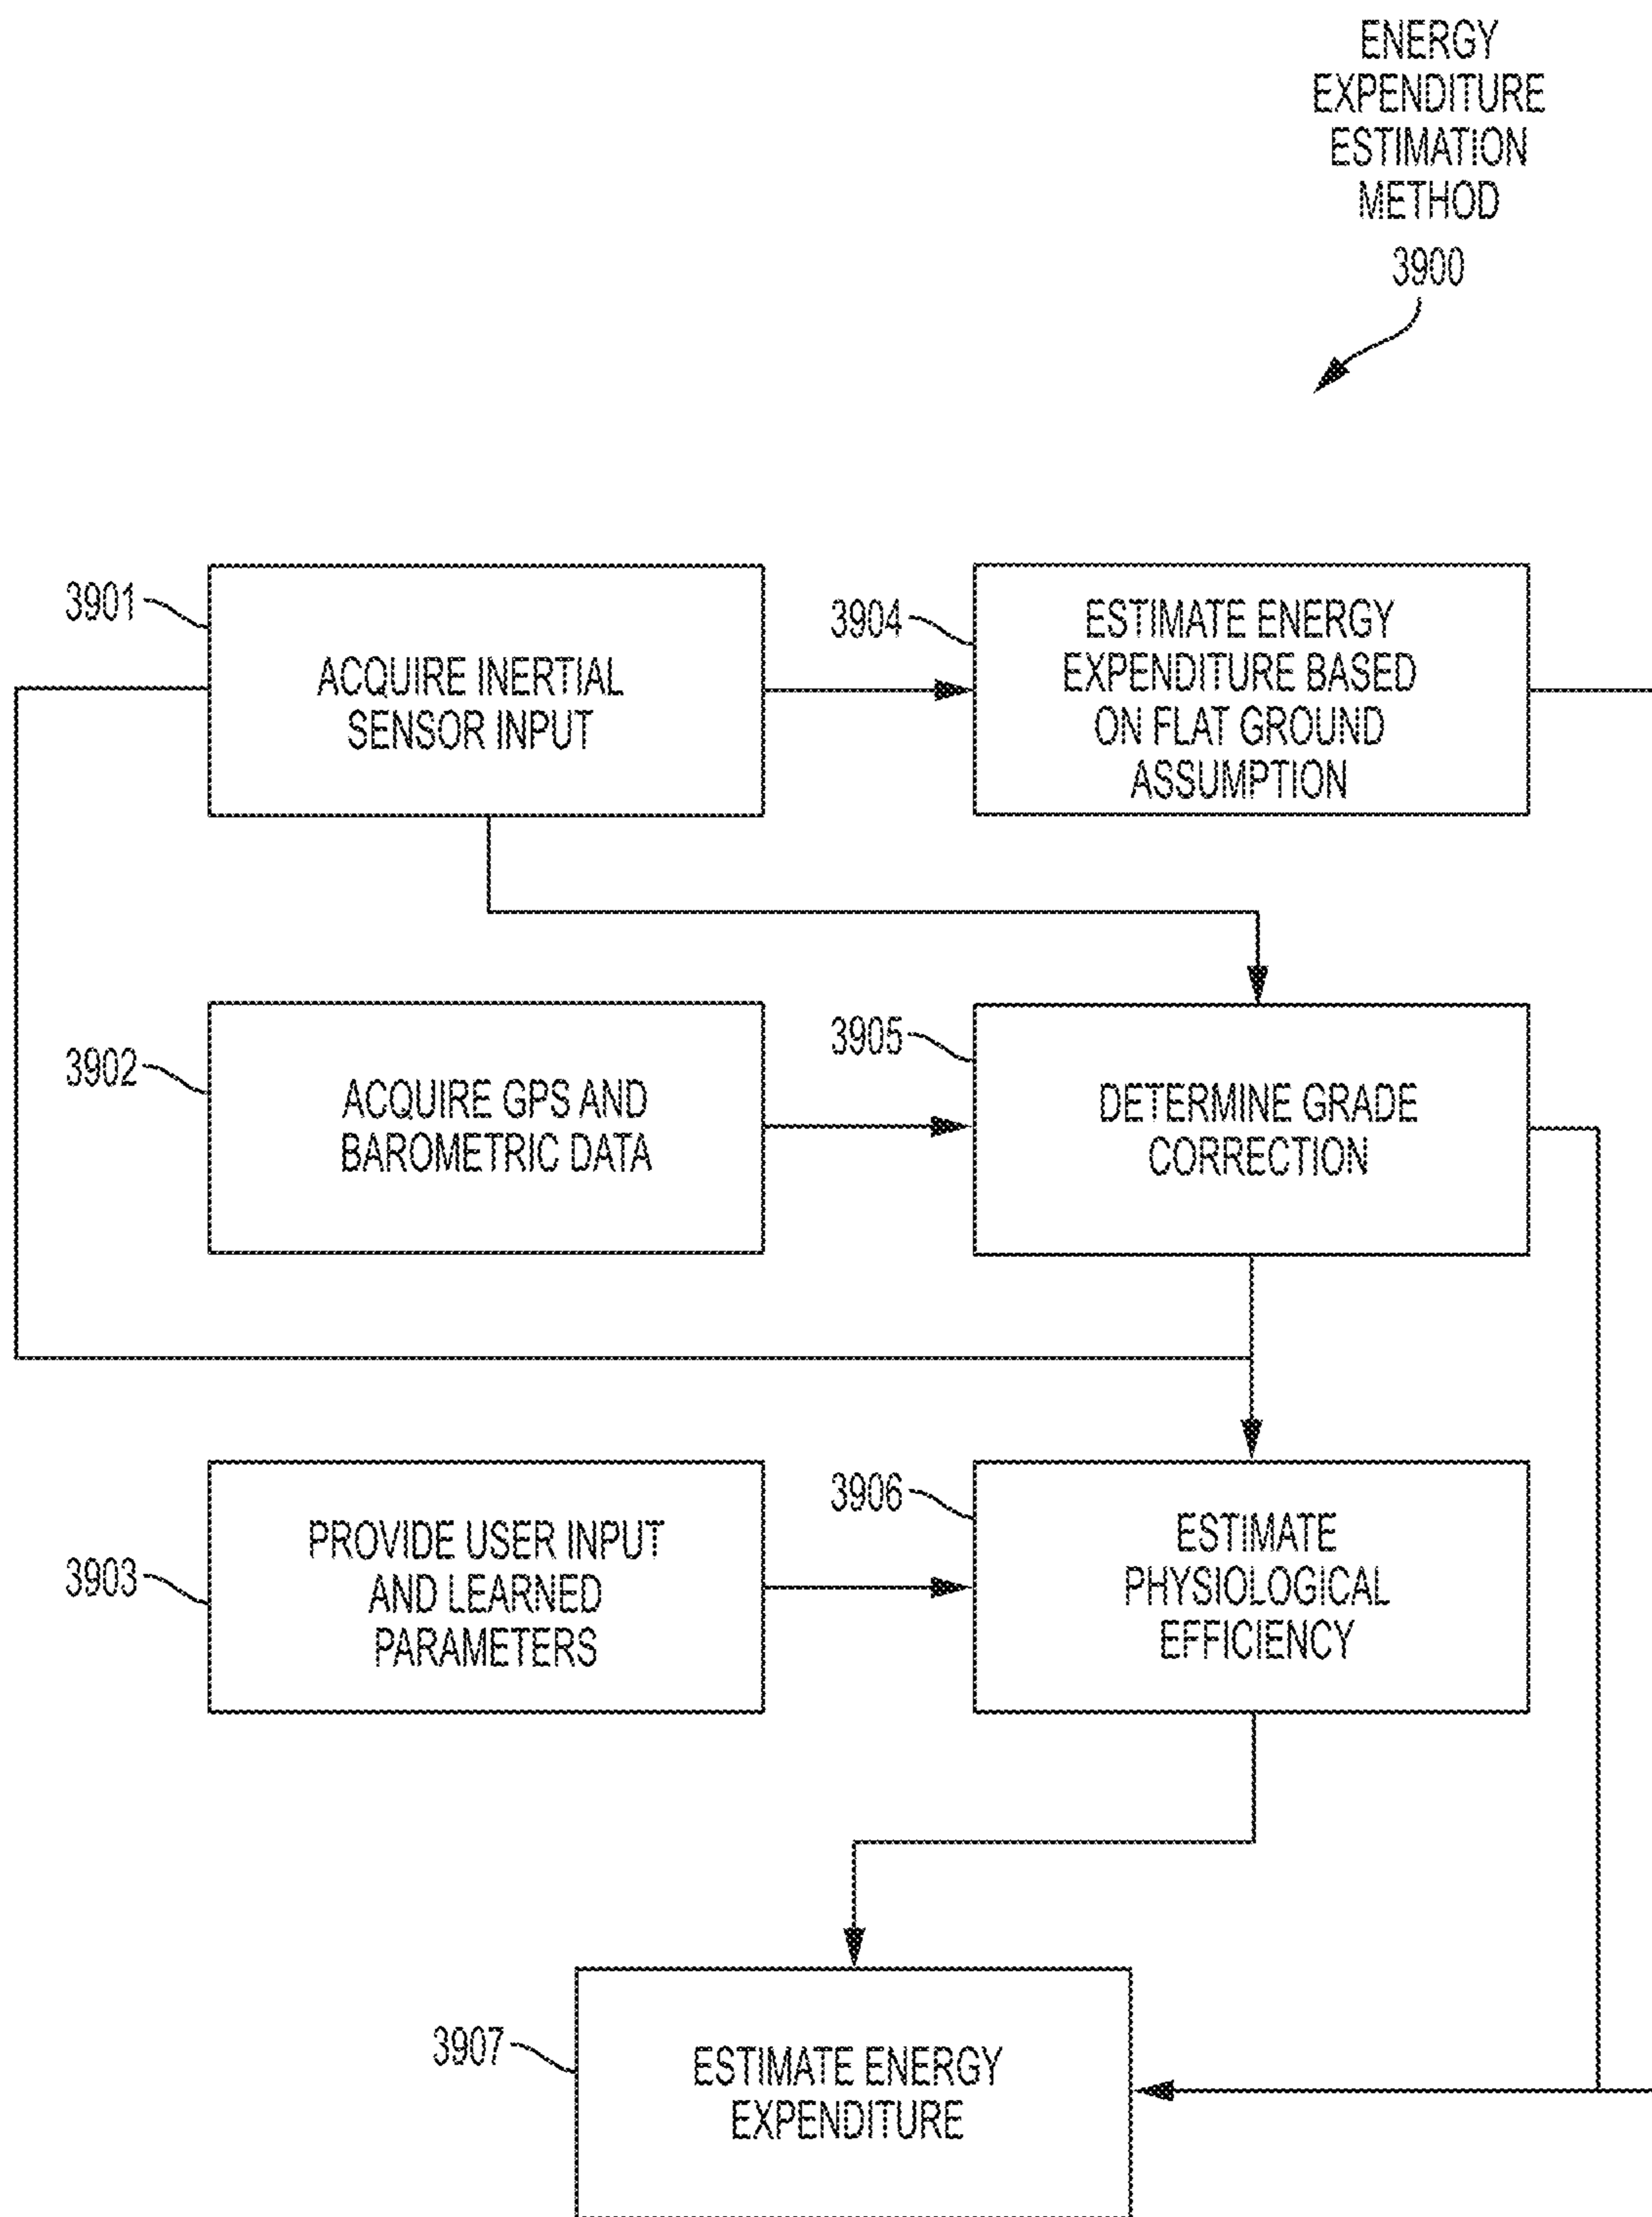 ENERGY
EXPENDITURE
ESTIMATION
METHOD
3900
3901
ACQUIRE INERTIAL
SENSOR INPUT
3904
ESTIMATE ENERGY
EXPENDITURE BASED
ON FLAT GROUND
ASSUMPTION
3902
ACQUIRE GPS AND
BAROMETRIC DATA
3905
DETERMINE GRADE
CORRECTION
3903
PROVIDE USER INPUT
AND LEARNED
PARAMETERS
3906
ESTIMATE
PHYSIOLOGICAL
EFFICIENCY
3907
ESTIMATE ENERGY
EXPENDITURE